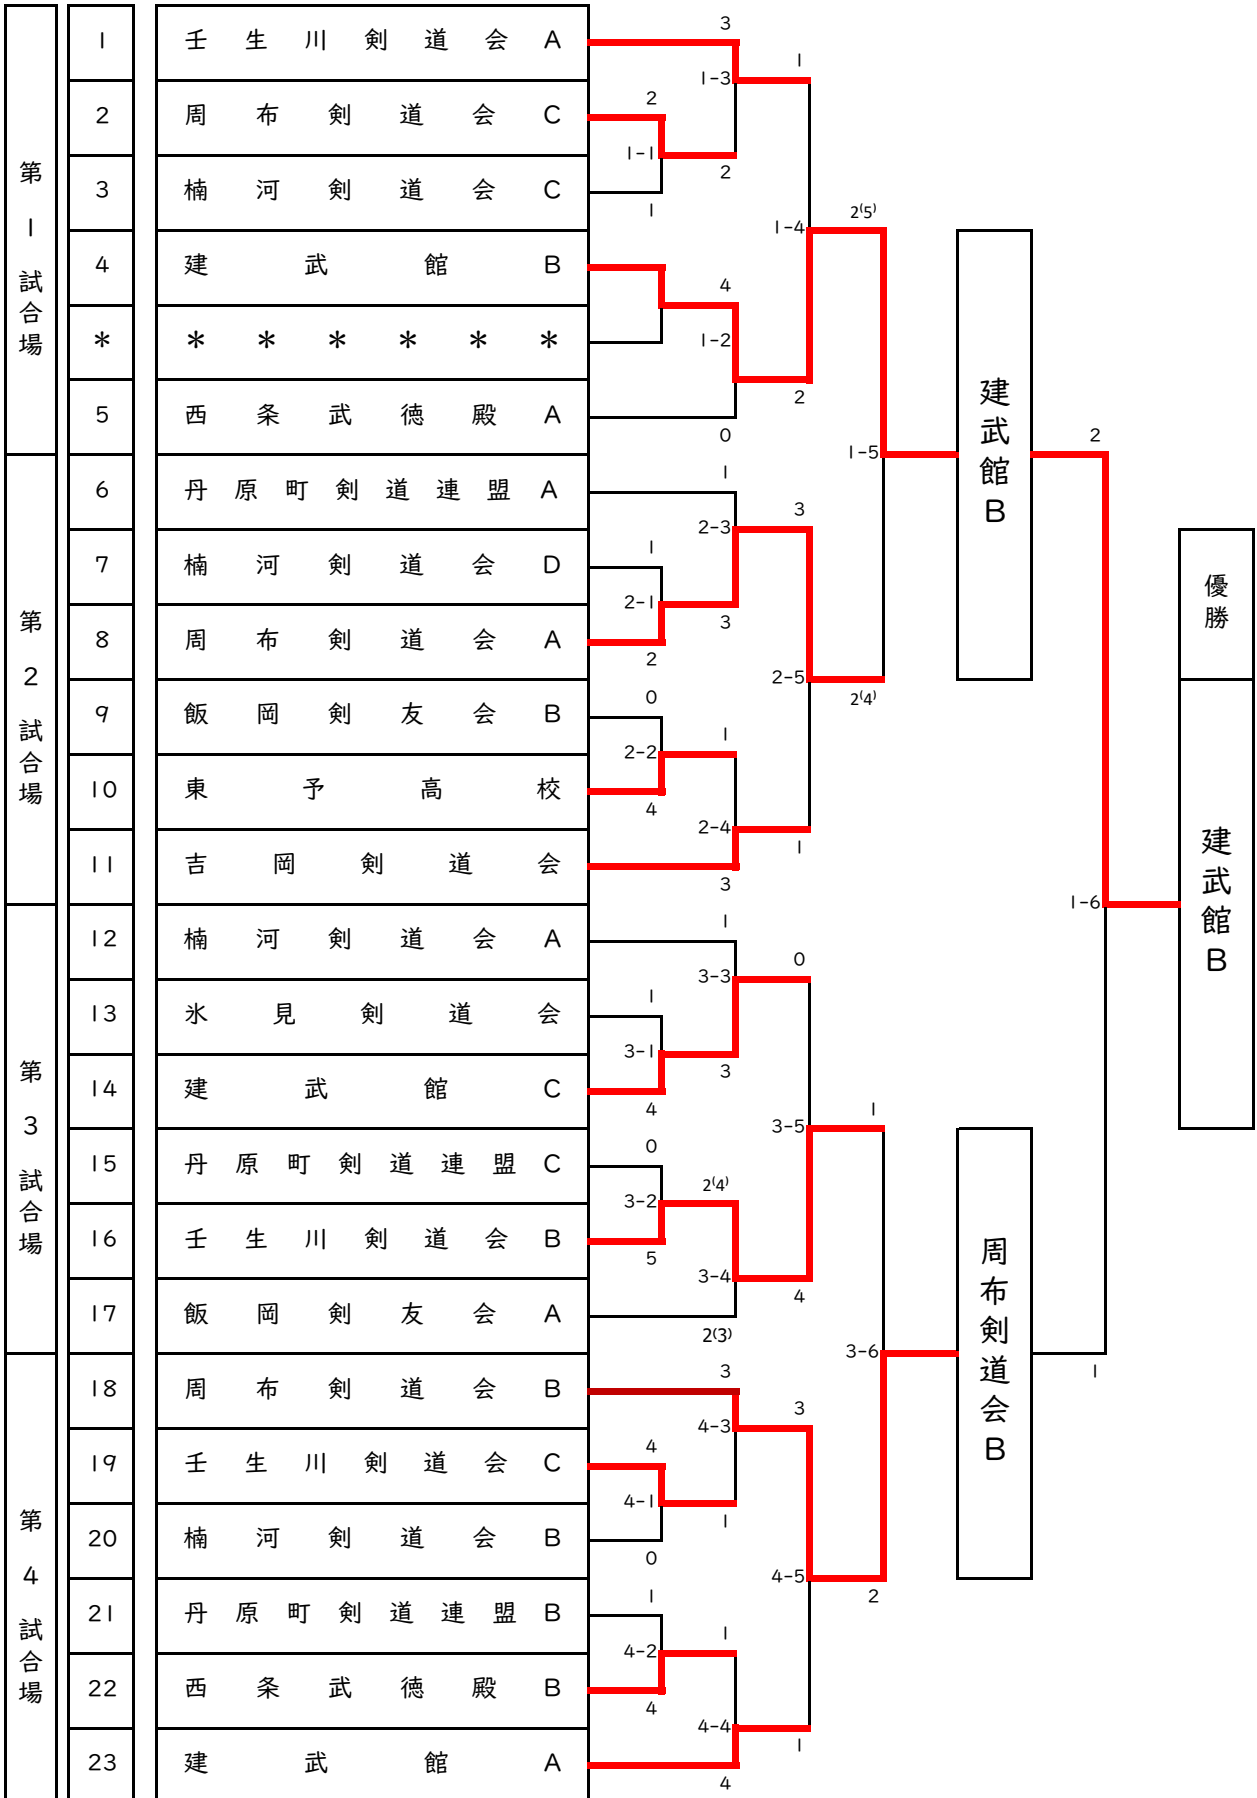 第1試合場
1 壬生川剣道会A
2 周布剣道会C
3 楠河剣道会C
4 建武館B
* ******
5 西条武徳殿A
第2試合場
6 丹原町剣道連盟A
7 楠河剣道会D
8 周布剣道会A
9 飯岡剣友会B
10 東予高校
11 吉岡剣道会
第3試合場
12 楠河剣道会A
13 氷見剣道会
14 建武館C
15 丹原町剣道連盟C
16 壬生川剣道会B
17 飯岡剣友会A
第4試合場
18 周布剣道会B
19 壬生川剣道会C
20 楠河剣道会B
21 丹原町剣道連盟B
22 西条武徳殿B
23 建武館A
2
1-1
1
1
2-1
2
0
2-2
4
1
3-1
4
0
3-2
5
4
4-1
0
1
4-2
4
3
1-3
2
4
1-2
0
1
2-3
3
1
2-4
3
1
3-3
3
2(4)
3-4
2(3)
3
4-3
1
1
4-4
4
1
1-4
2
3
2-5
1
0
3-5
4
3
4-5
1
2(5)
1-5
2(4)
1
3-6
2
建武館B
周布剣道会B
2
1-6
1
優勝
建武館B